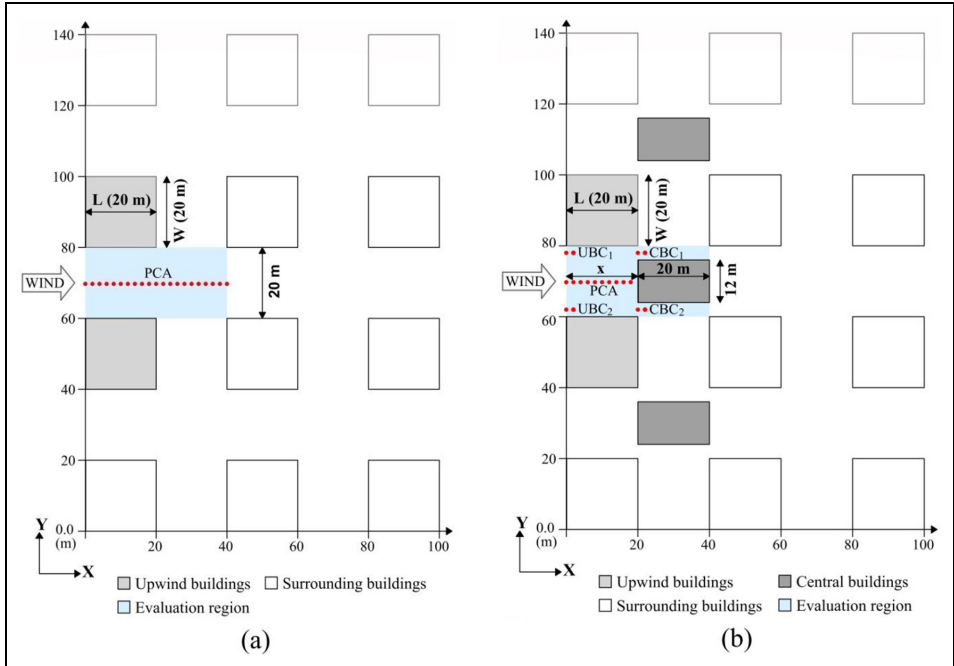 140
120
100
L (20 m)
W (20 m)
80
WIND
PCA
20 m
60
40
20
0.0
(m)
Y
X
20
40
60
80
100
Upwind buildings
Surrounding buildings
Evaluation region
(a)
140
120
100
L (20 m)
W (20 m)
80
UBC1
CBC1
WIND
x
20 m
12 m
PCA
60
UBC2
CBC2
40
20
0.0
(m)
Y
X
20
40
60
80
100
Upwind buildings
Central buildings
Surrounding buildings
Evaluation region
(b)